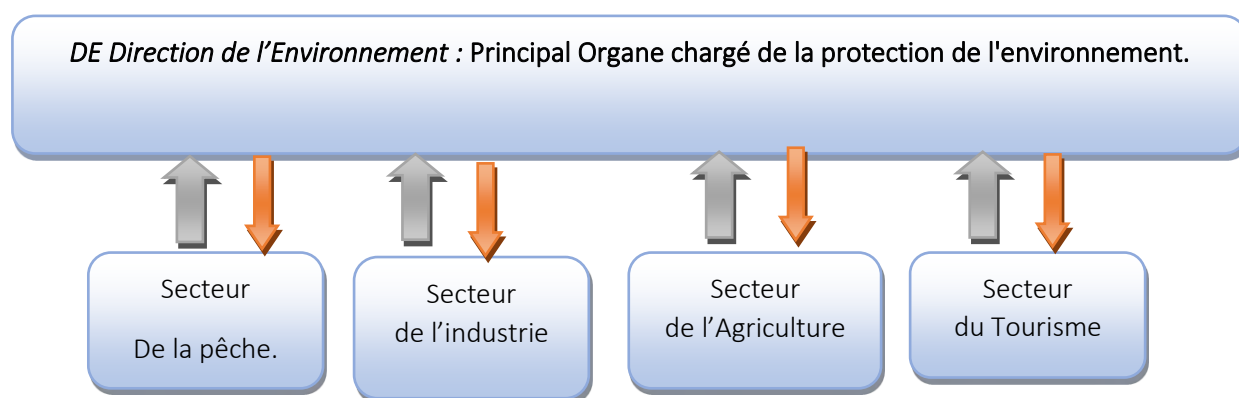 DE Direction de l’Environnement : Principal Organe chargé de la protection de l'environnement.
Secteur
De la pêche.
Secteur
de l’industrie
Secteur
de l’Agriculture
Secteur
du Tourisme